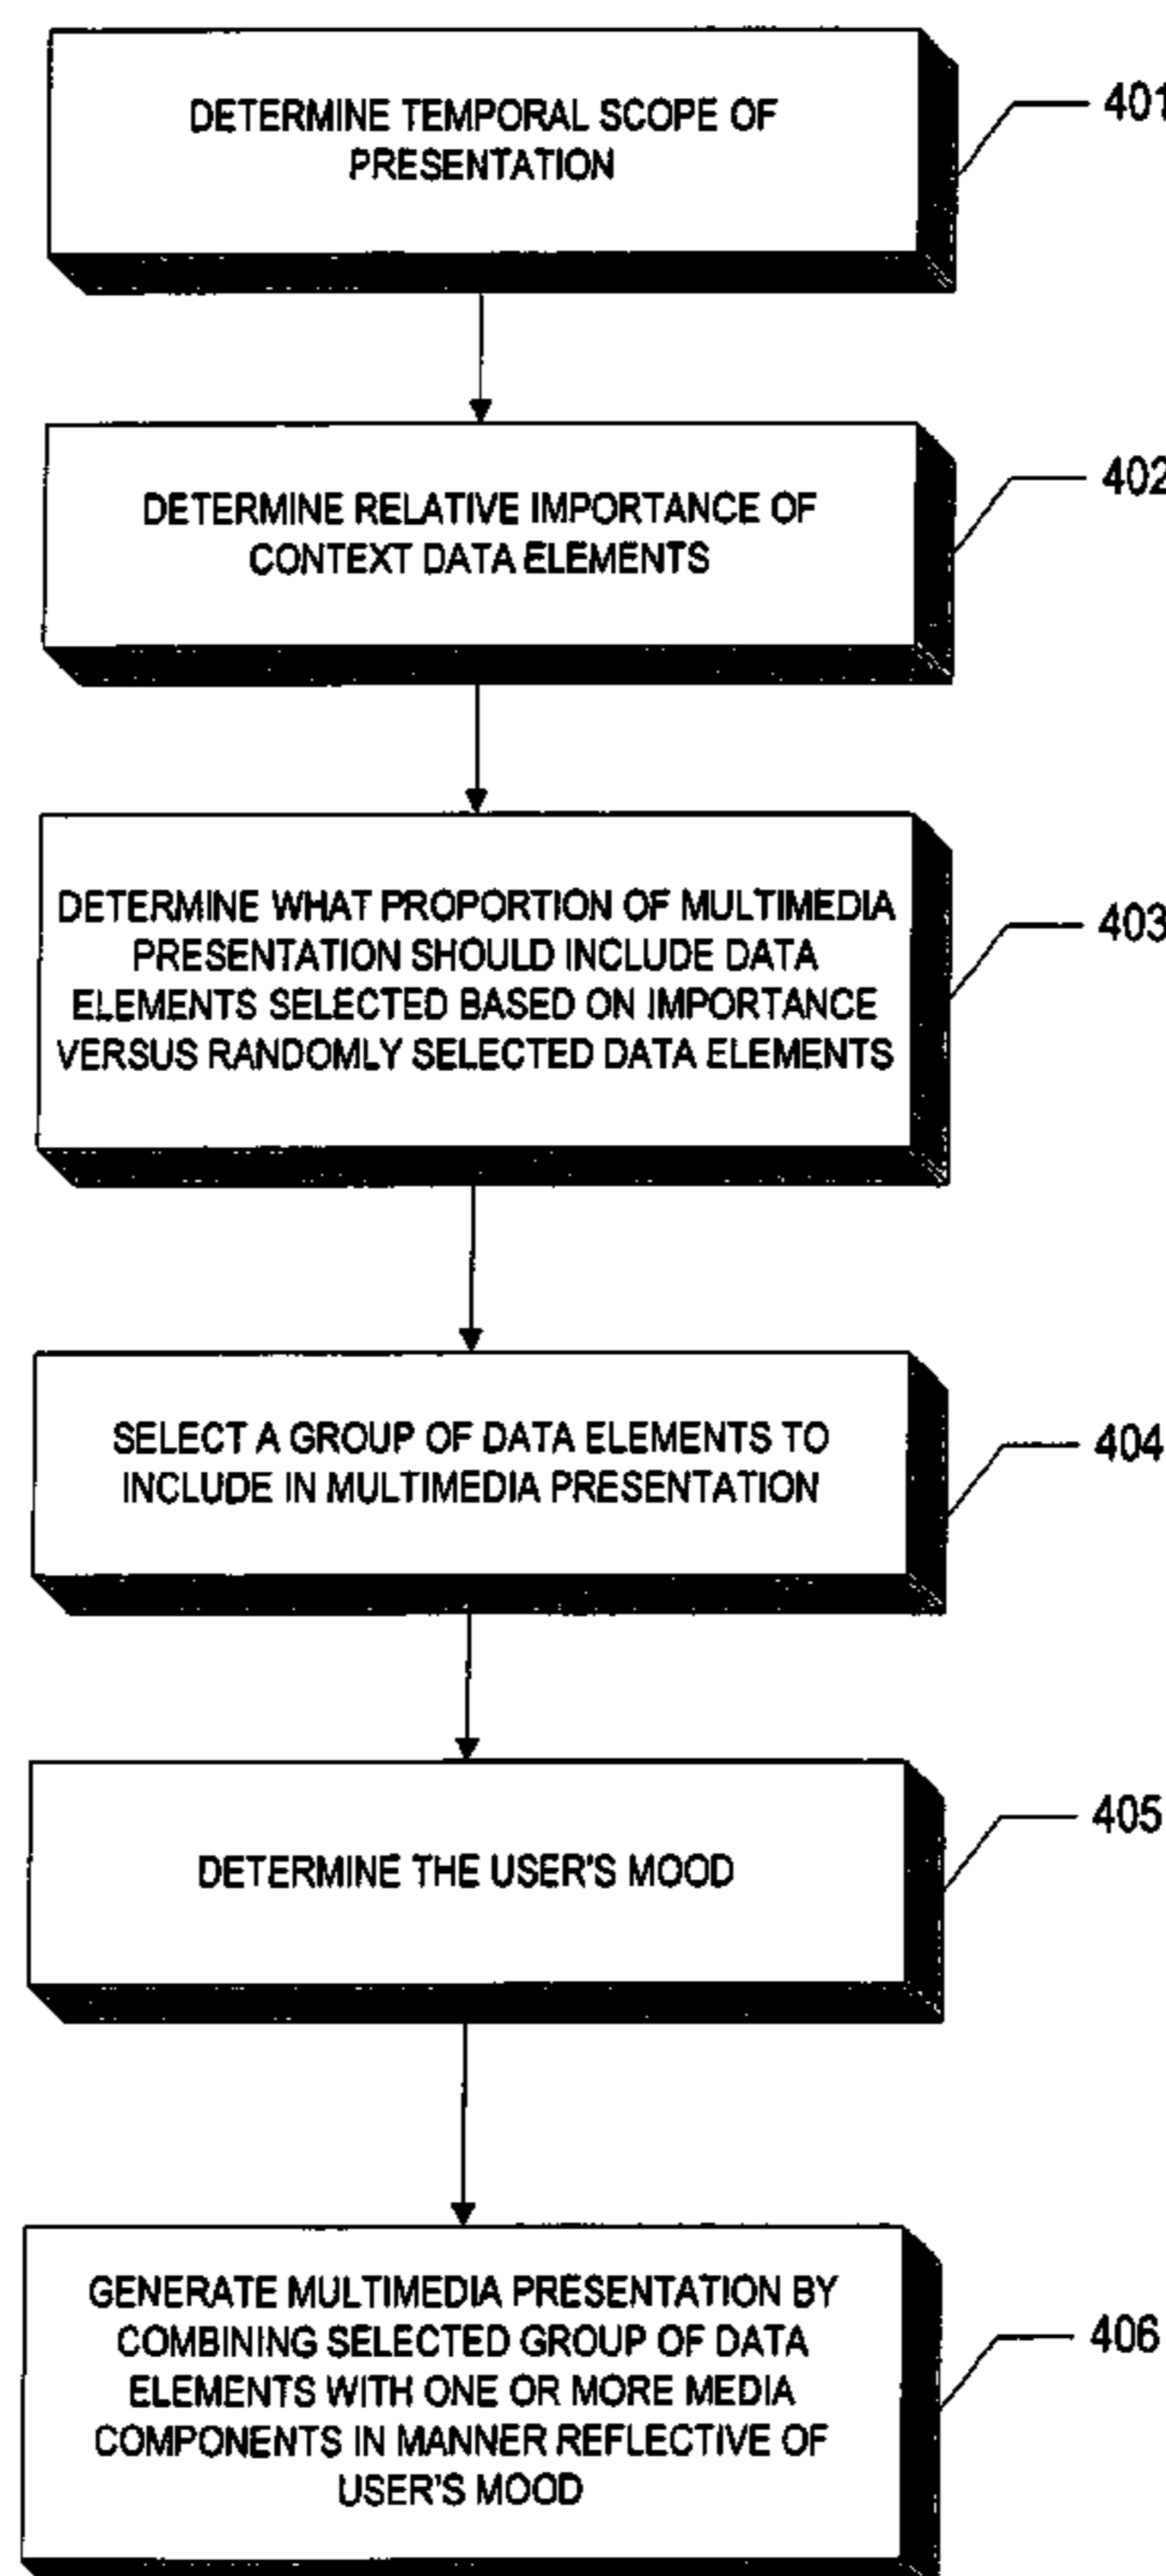 DETERMINE TEMPORAL SCOPE OF
PRESENTATION
401
DETERMINE RELATIVE IMPORTANCE OF
CONTEXT DATA ELEMENTS
402
DETERMINE WHAT PROPORTION OF MULTIMEDIA
PRESENTATION SHOULD INCLUDE DATA
ELEMENTS SELECTED BASED ON IMPORTANCE
VERSUS RANDOMLY SELECTED DATA ELEMENTS
403
SELECT A GROUP OF DATA ELEMENTS TO
INCLUDE IN MULTIMEDIA PRESENTATION
404
DETERMINE THE USER'S MOOD
405
GENERATE MULTIMEDIA PRESENTATION BY
COMBINING SELECTED GROUP OF DATA
ELEMENTS WITH ONE OR MORE MEDIA
COMPONENTS IN MANNER REFLECTIVE OF
USER'S MOOD
406